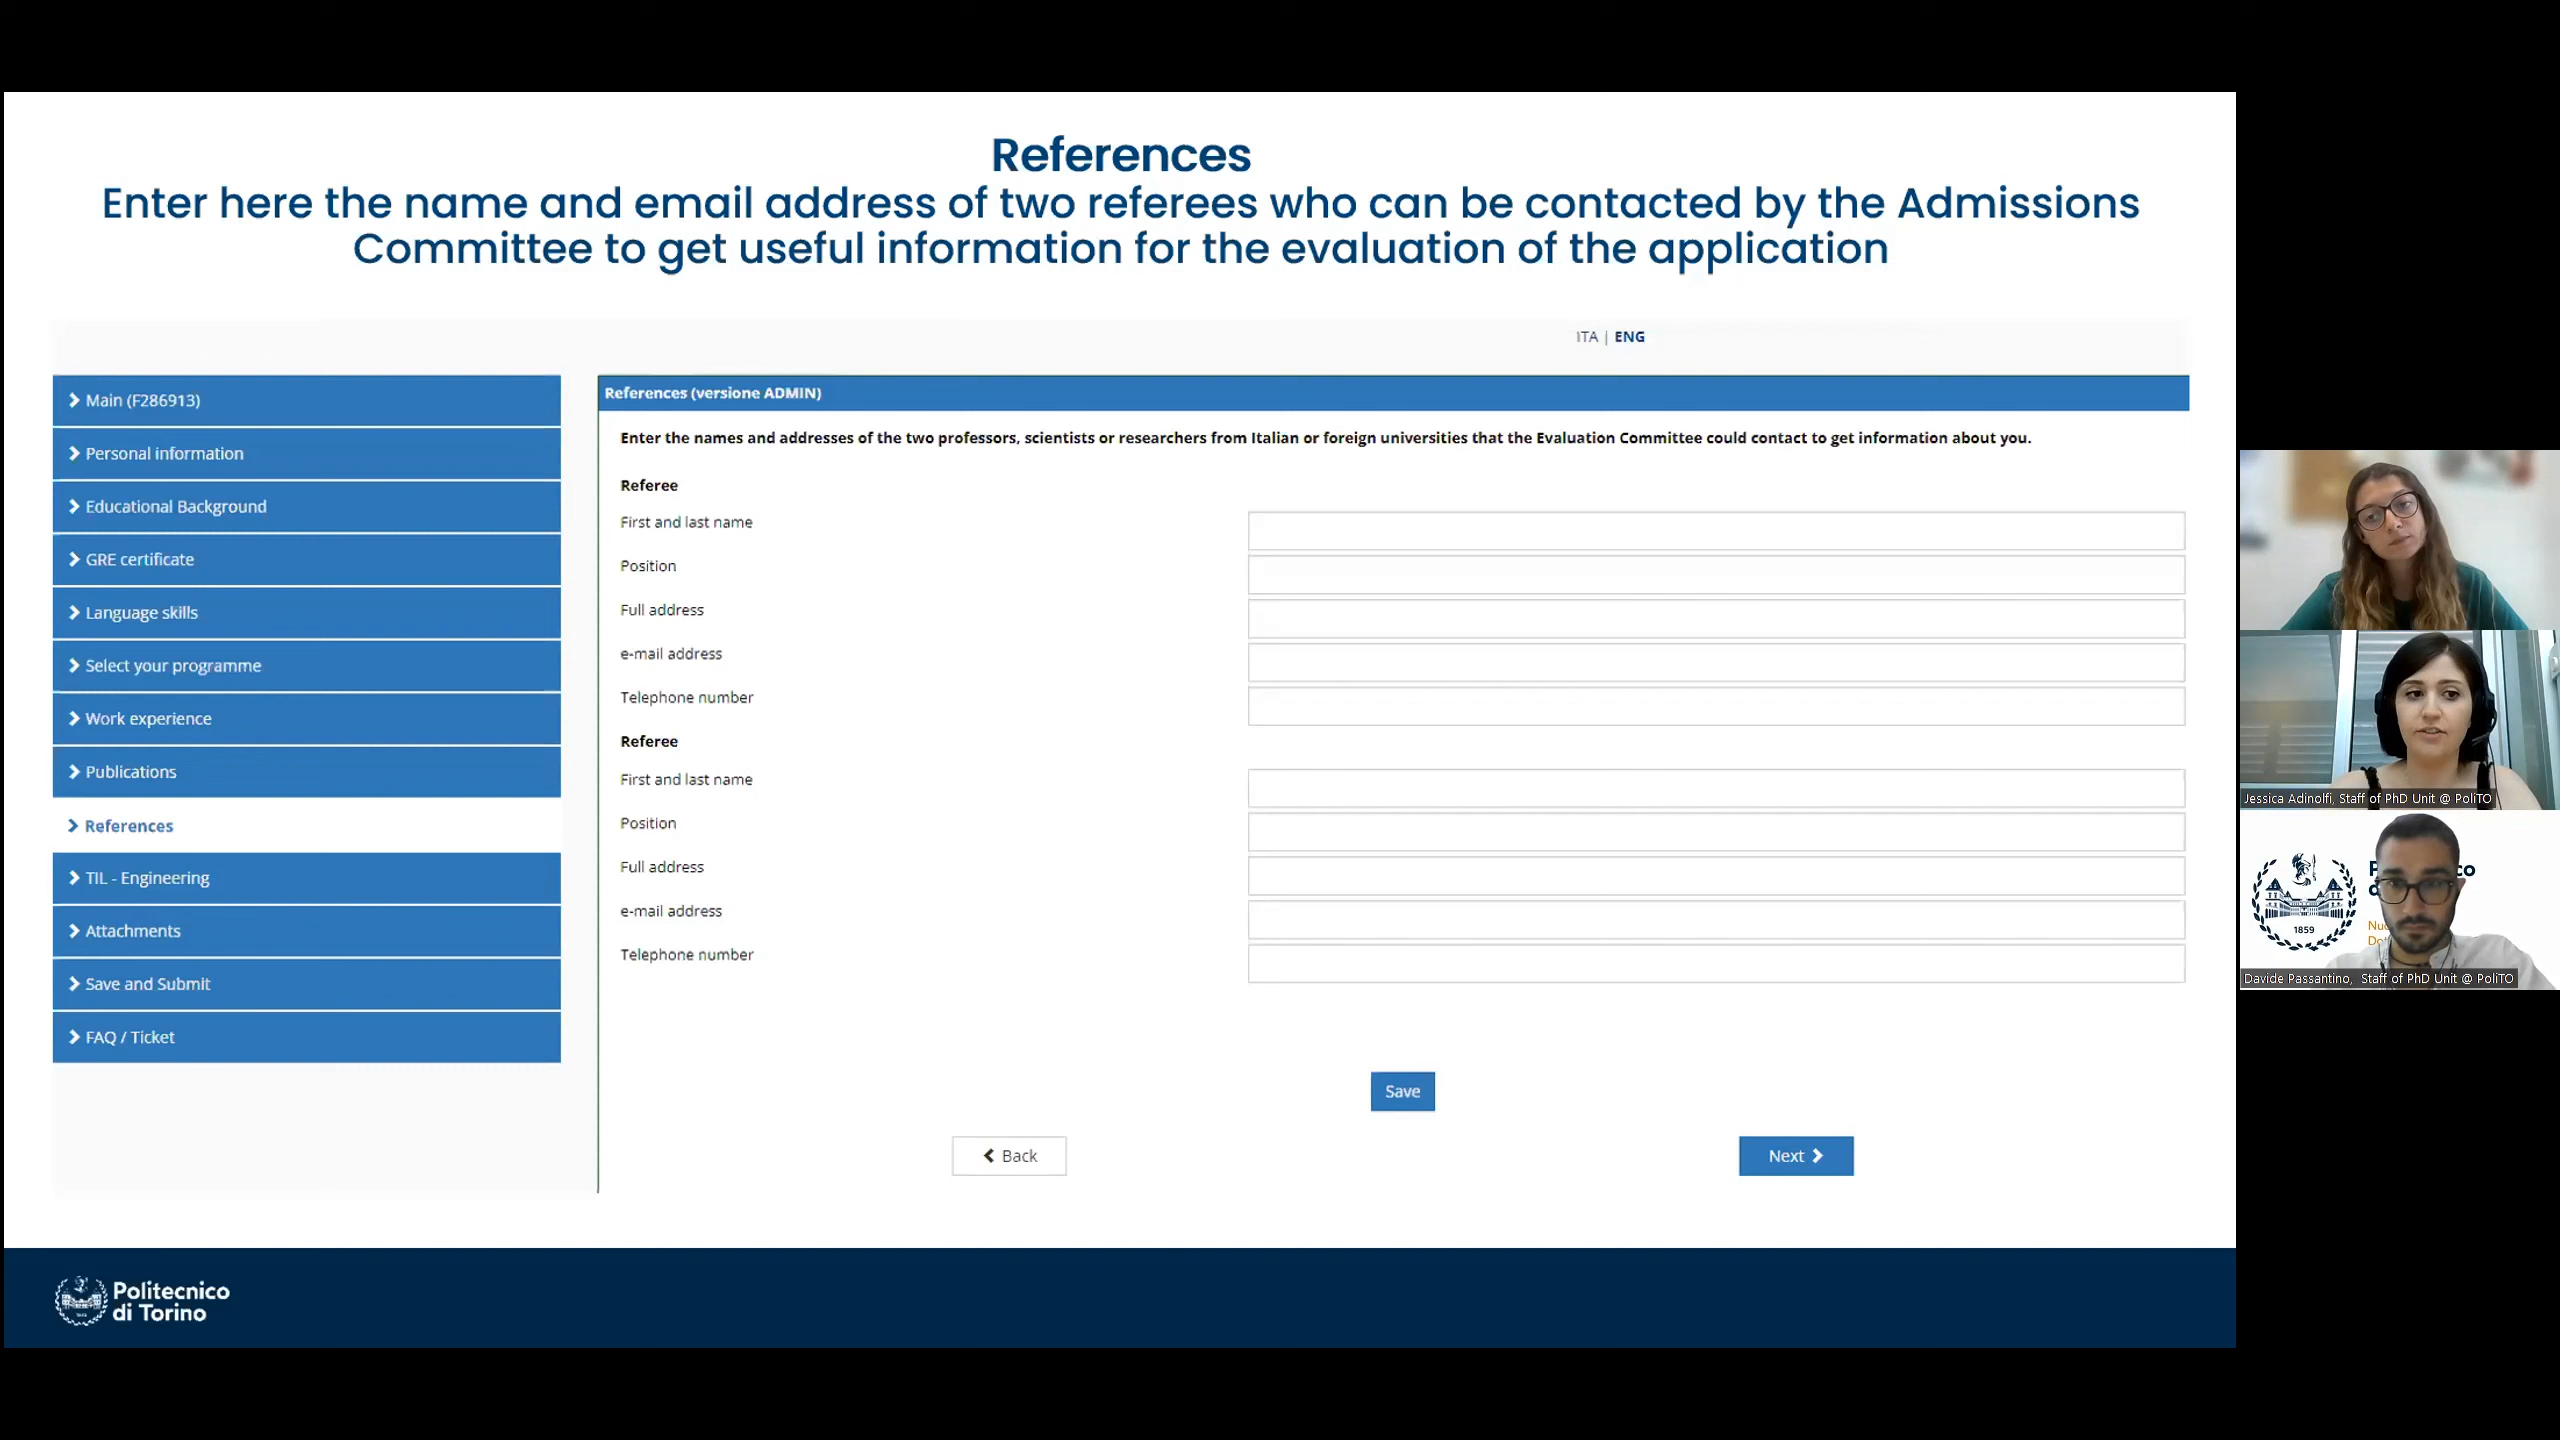 References
Enter here the name and email address of two referees who can be contacted by the Admissions
Committee to get useful information for the evaluation of the application
ITA | ENG
Main (F286913)
Personal information
Educational Background
GRE certificate
Language skills
Select your programme
Work experience
Publications
References
TIL - Engineering
Attachments
Save and Submit
FAQ / Ticket
References (versione ADMIN)
Enter the names and addresses of the two professors, scientists or researchers from Italian or foreign universities that the Evaluation Committee could contact to get information about you.
Referee
First and last name
Position
Full address
e-mail address
Telephone number
Referee
First and last name
Position
Full address
e-mail address
Telephone number
Save
Back
Next
Politecnico
di Torino
Jessica Adinolfi, Staff of PhD Unit @ PoliTO
1859
Davide Passantino, Staff of PhD Unit @ PoliTO